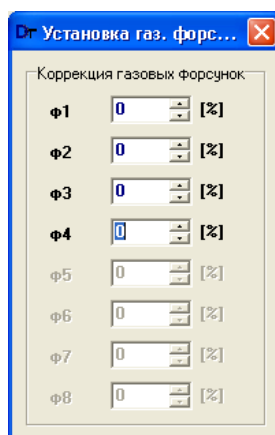 Dт Установка газ. форс...
Коррекция газовых форсунок
ф1 0 [%]
ф2 0 [%]
ф3 0 [%]
ф4 0 [%]
ф5 0 [%]
ф6 0 [%]
ф7 0 [%]
ф8 0 [%]